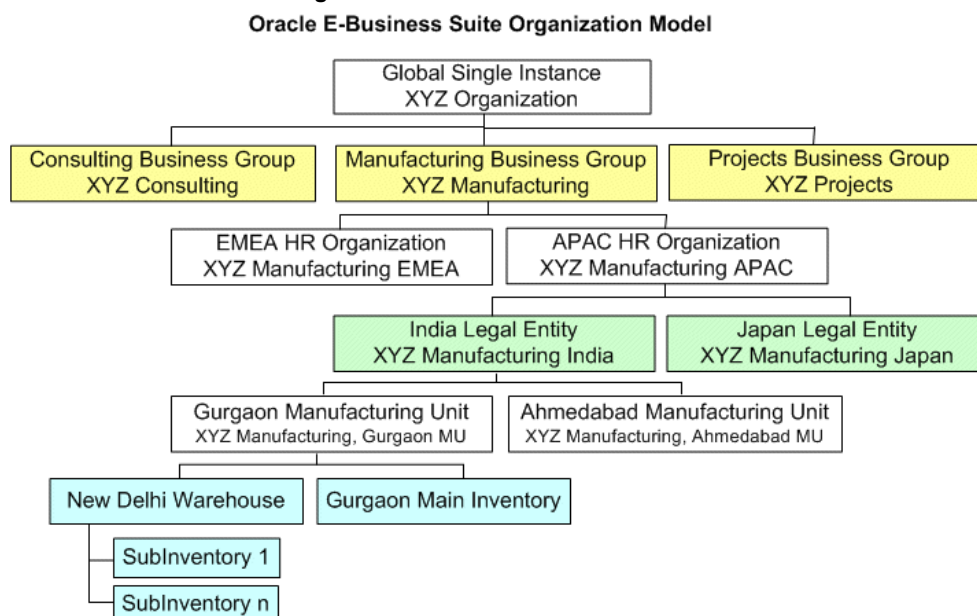 Oracle E-Business Suite Organization Model
Global Single Instance
XYZ Organization
Consulting Business Group
XYZ Consulting
Manufacturing Business Group
XYZ Manufacturing
Projects Business Group
XYZ Projects
EMEA HR Organization
XYZ Manufacturing EMEA
APAC HR Organization
XYZ Manufacturing APAC
India Legal Entity
XYZ Manufacturing India
Japan Legal Entity
XYZ Manufacturing Japan
Gurgaon Manufacturing Unit
XYZ Manufacturing, Gurgaon MU
Ahmedabad Manufacturing Unit
XYZ Manufacturing, Ahmedabad MU
New Delhi Warehouse
Gurgaon Main Inventory
SubInventory 1
SubInventory n